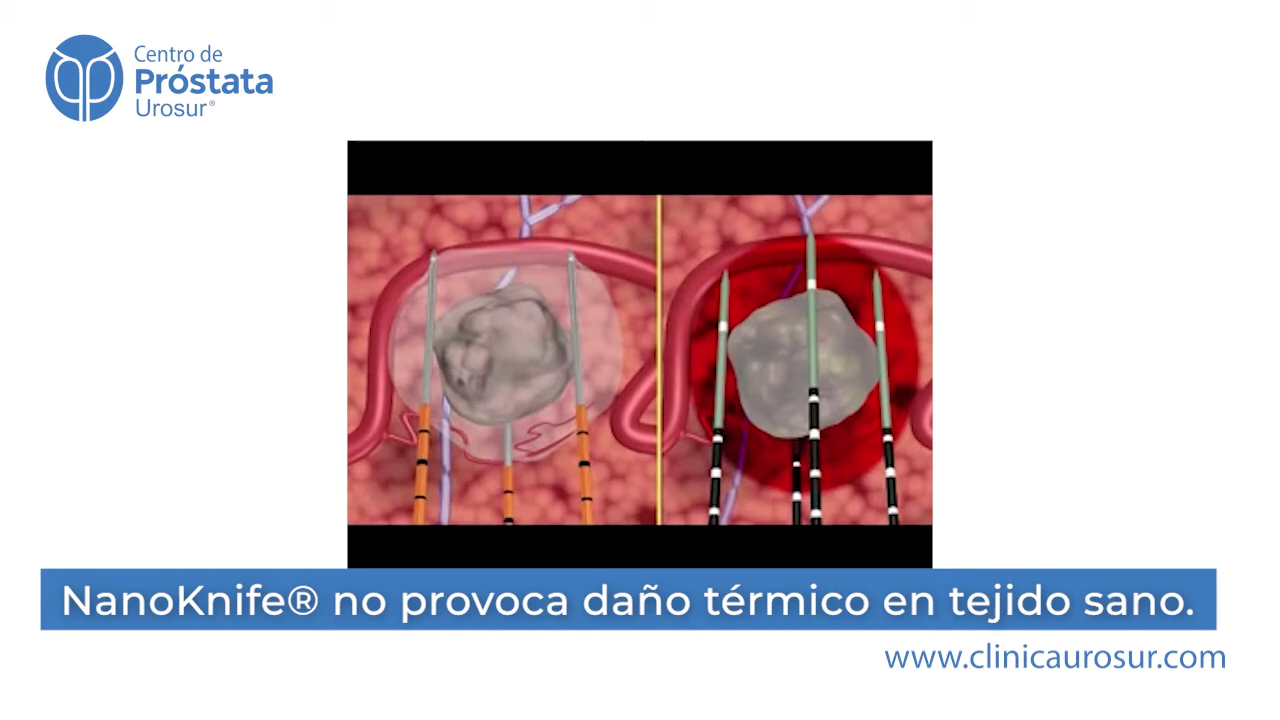 Centro de
Próstata
Urosur®
NanoKnife® no provoca daño térmico en tejido sano.
www.clinicaurosur.com